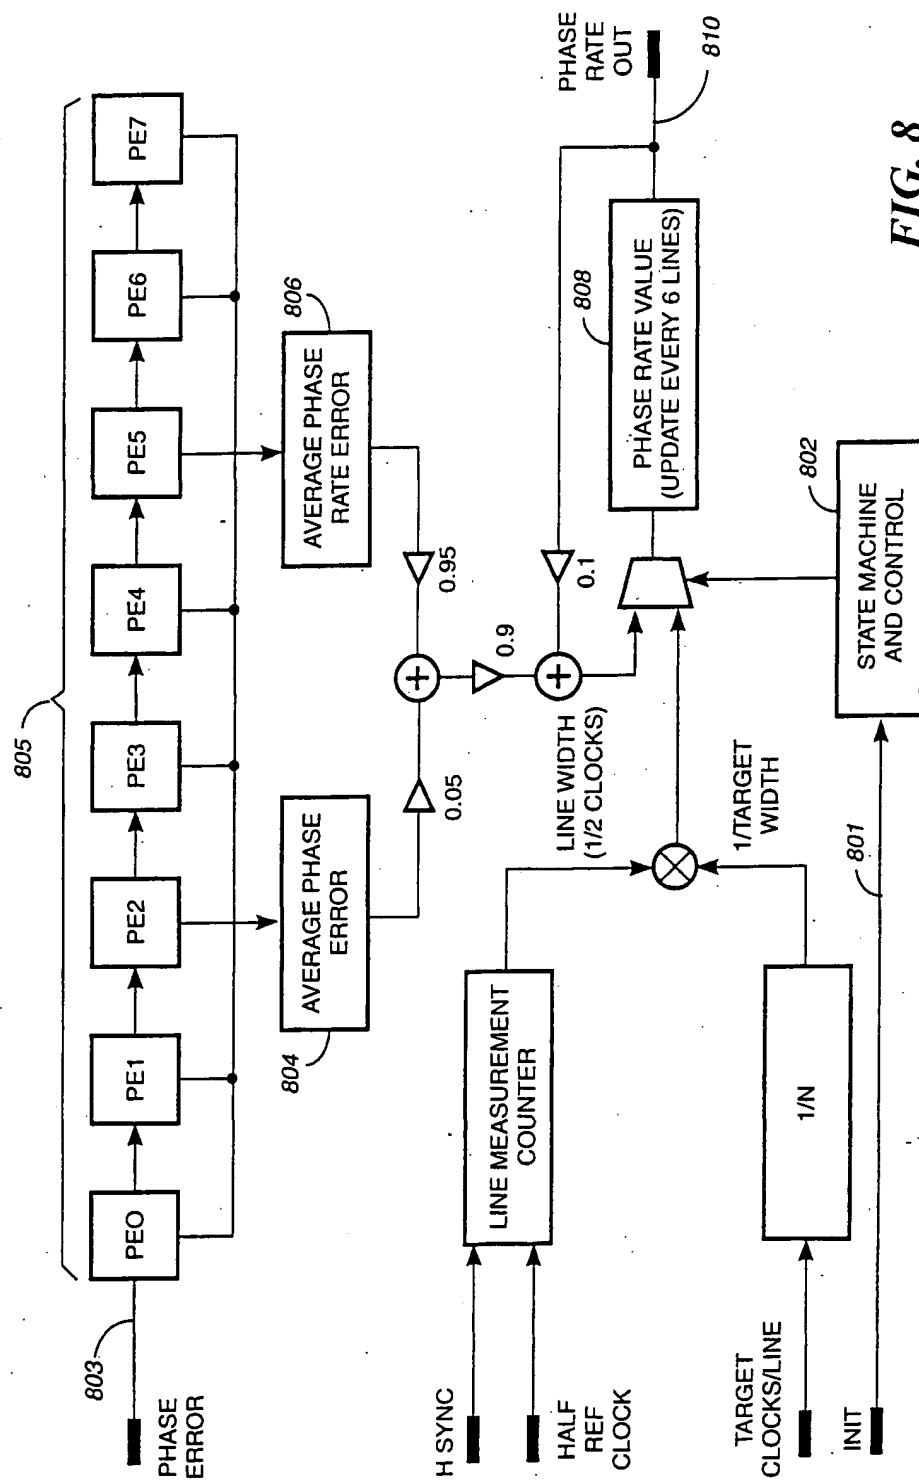 805
PE0
PE1
PE2
PE3
PE4
PE5
PE6
PE7
803
PHASE
ERROR
804
AVERAGE PHASE
ERROR
806
AVERAGE PHASE
RATE ERROR
0.05
0.95
0.9
0.1
H SYNC
HALF
REF
CLOCK
LINE MEASUREMENT
COUNTER
LINE WIDTH
(1/2 CLOCKS)
1/TARGET
WIDTH
808
PHASE RATE VALUE
(UPDATE EVERY 6 LINES)
PHASE
RATE
OUT
810
TARGET
CLOCKS/LINE
1/N
INIT
801
802
STATE MACHINE
AND CONTROL
FIG. 8